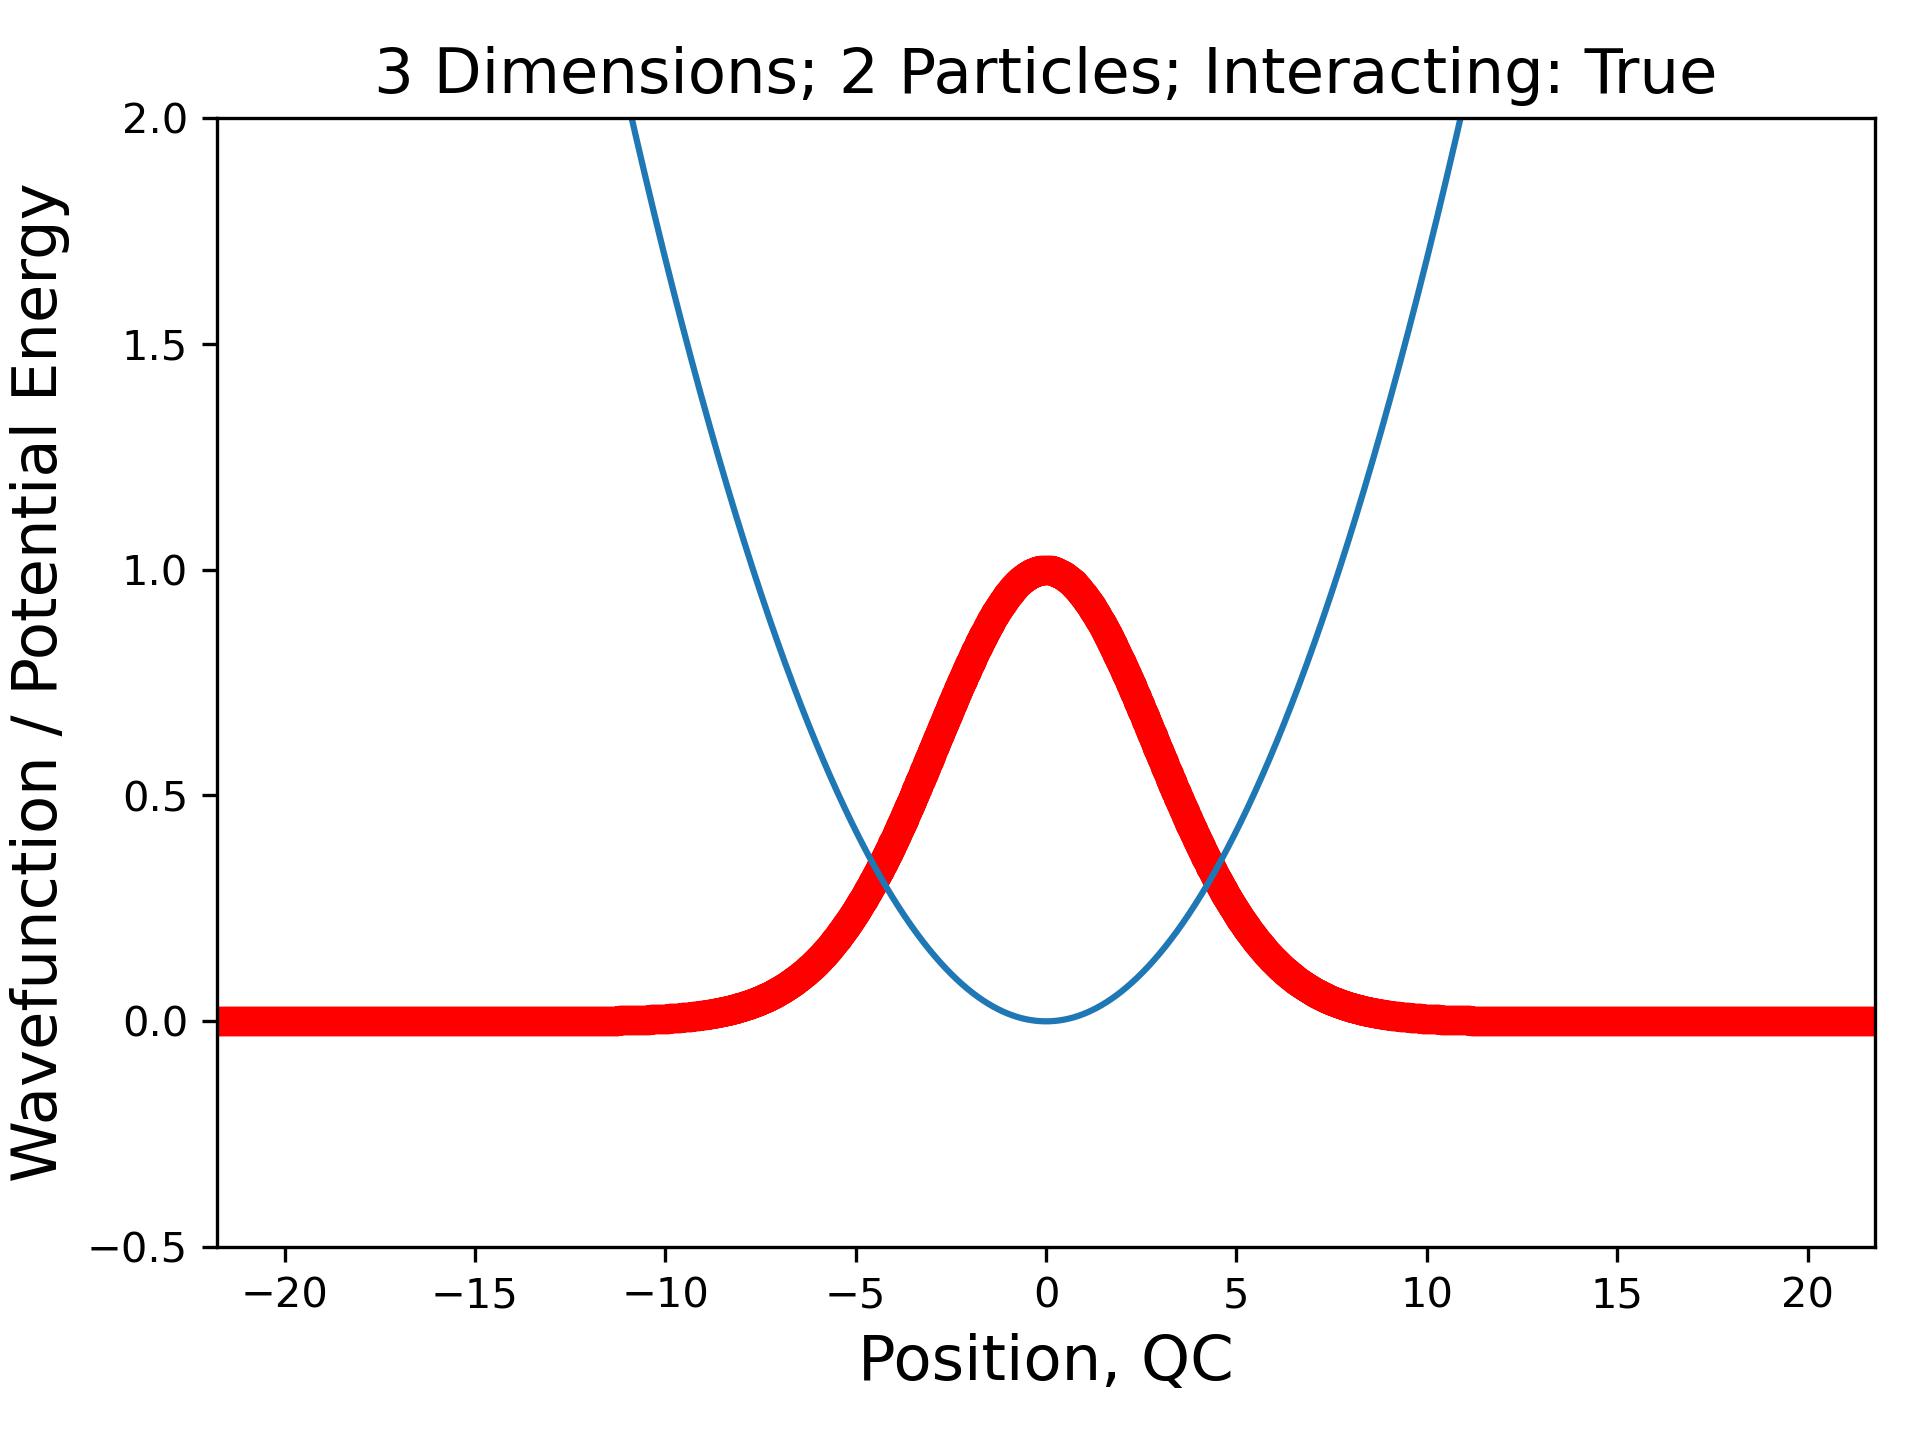 3 Dimensions; 2 Particles; Interacting: True
Wavefunction / Potential Energy
2.0
1.5
1.0
0.5
0.0
−0.5
−20 −15 −10 −5 0 5 10 15 20
Position, QC